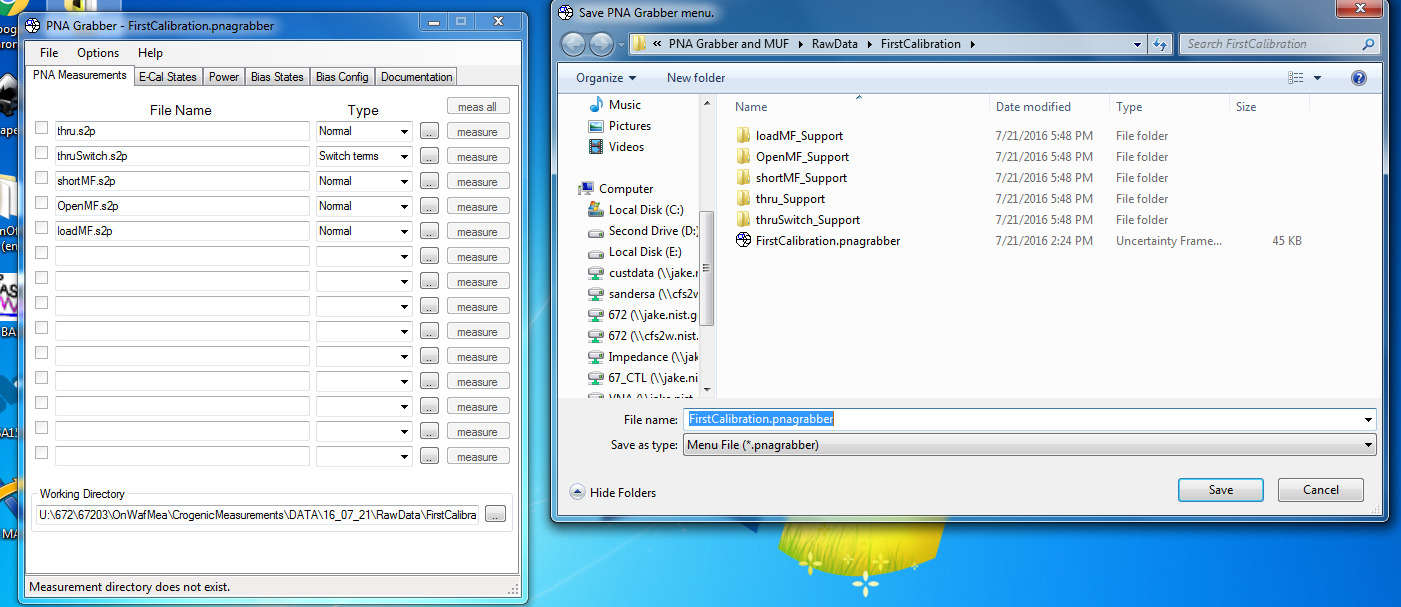 PNA Grabber - FirstCalibration.pnagrabber
File Options Help
PNA Measurements E-Cal States Power Bias States Bias Config Documentation
File Name Type meas all
thru.s2p Normal .. measure
thruSwitch.s2p Switch terms .. measure
shortMF.s2p Normal .. measure
OpenMF.s2p Normal .. measure
loadMF.s2p Normal .. measure
.. measure
.. measure
.. measure
.. measure
.. measure
.. measure
.. measure
.. measure
.. measure
Working Directory
U:\672\67203\OnWafMea\CrogenicMeasurements\DATA\16_07_21\RawData\FirstCalibra ..
Measurement directory does not exist.
Save PNA Grabber menu.
« PNA Grabber and MUF RawData FirstCalibration Search FirstCalibration
Organize New folder
Music
Pictures
Videos
Computer
Local Disk (C:)
Second Drive (D:)
Local Disk (E:)
custdata (\\jake.r
sandersa (\\cfs2w
672 (\\jake.nist.g
672 (\\cfs2w.nist.
Impedance (\\jak
67_CTL (\\jake.ni
VNA (\\jake.nist
Name Date modified Type Size
loadMF_Support 7/21/2016 5:48 PM File folder
OpenMF_Support 7/21/2016 5:48 PM File folder
shortMF_Support 7/21/2016 5:48 PM File folder
thru_Support 7/21/2016 5:48 PM File folder
thruSwitch_Support 7/21/2016 5:48 PM File folder
FirstCalibration.pnagrabber 7/21/2016 2:24 PM Uncertainty Frame... 45 KB
File name: FirstCalibration.pnagrabber
Save as type: Menu File (*.pnagrabber)
Hide Folders Save Cancel